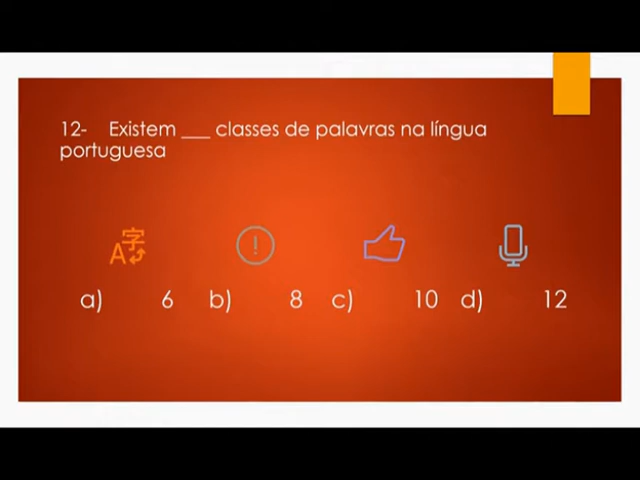 12- Existem ___ classes de palavras na língua
portuguesa
a) 6 b) 8 c) 10 d) 12